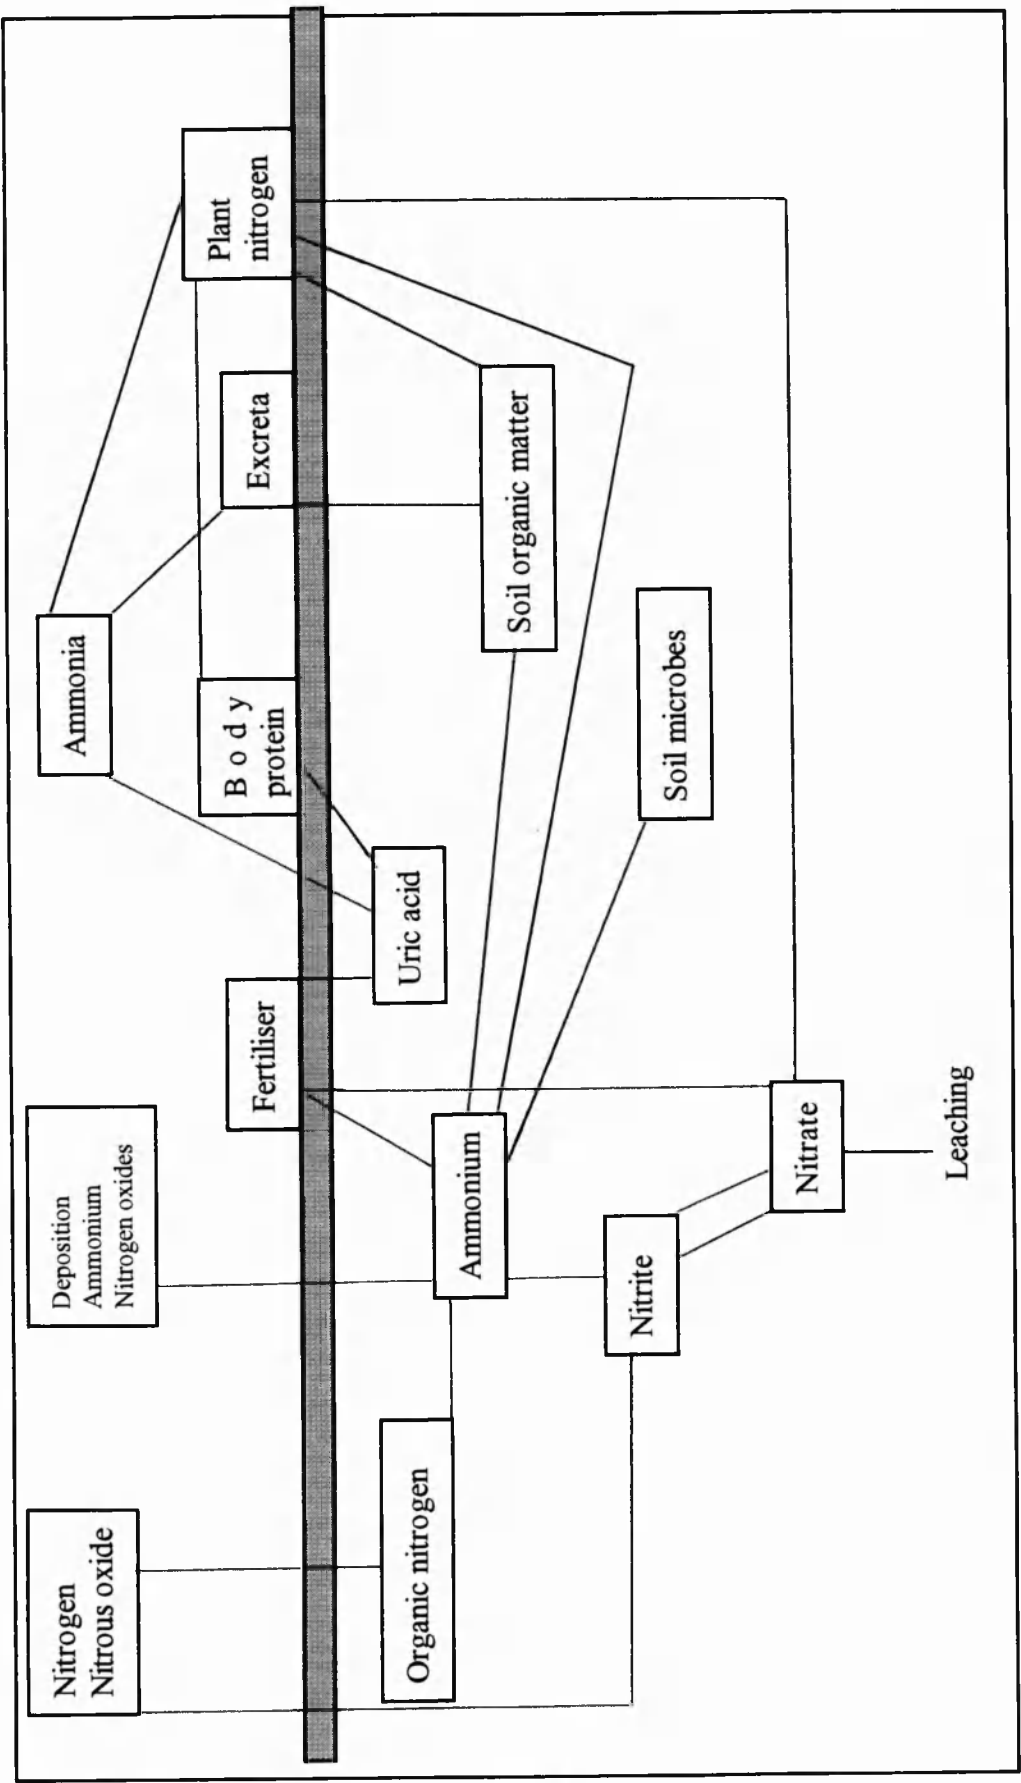 Nitrogen
Nitrous oxide
Deposition
Ammonium
Nitrogen oxides
Ammonia
Fertiliser
B o d y
protein
Excreta
Plant
nitrogen
Organic nitrogen
Ammonium
Uric acid
Soil organic matter
Nitrite
Soil microbes
Nitrate
Leaching